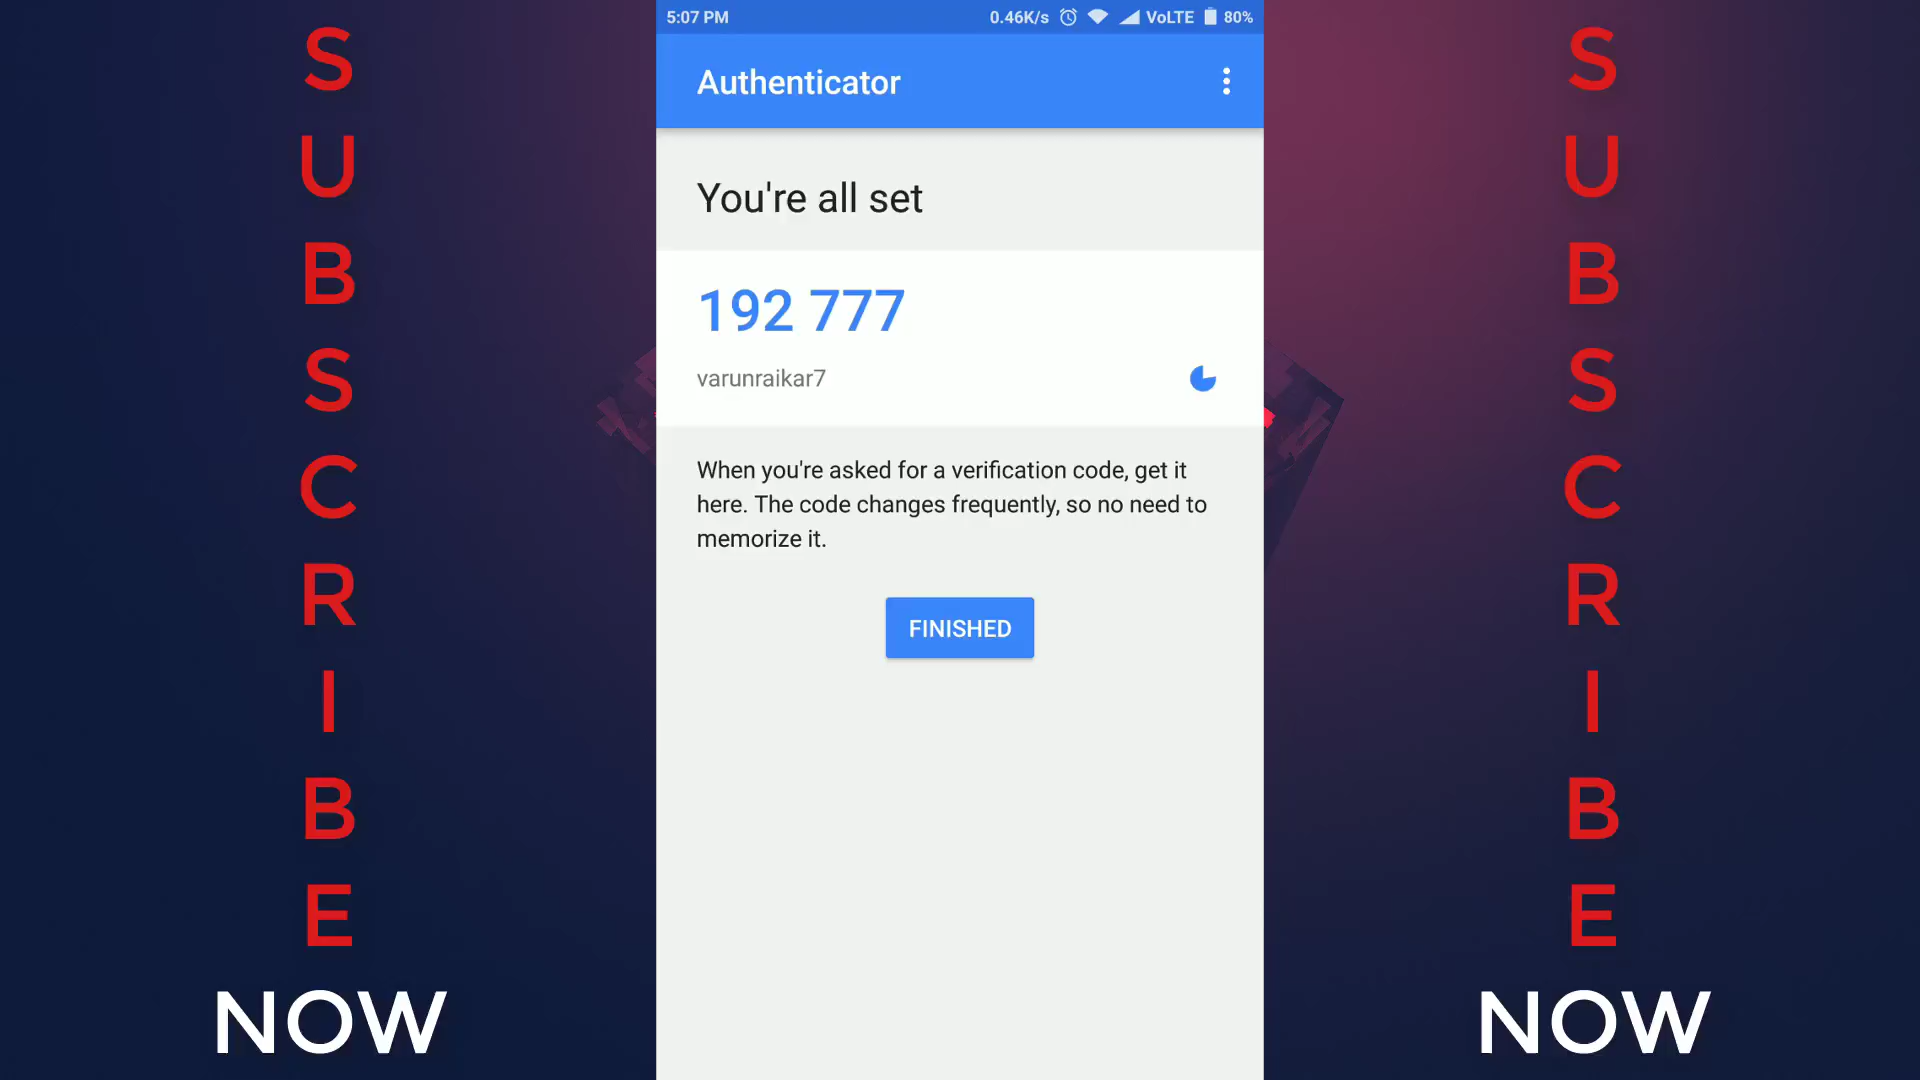 S
U
B
S
C
R
I
B
E
NOW
5:07 PM 0.46K/s VoLTE 80%
Authenticator
You're all set
192 777
varunraikar7
When you're asked for a verification code, get it
here. The code changes frequently, so no need to
memorize it.
FINISHED
S
U
B
S
C
R
I
B
E
NOW